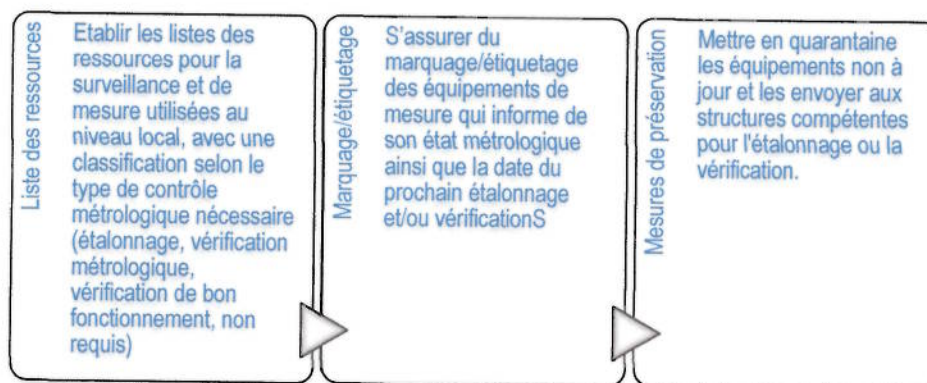 Liste des ressources
Etablir les listes des
ressources pour la
surveillance et de
mesure utilisées au
niveau local, avec une
classification selon le
type de contrôle
métrologique nécessaire
(étalonnage, vérification
métrologique,
vérification de bon
fonctionnement, non
requis)
Marquage/étiquetage
S'assurer du
marquage/étiquetage
des équipements de
mesure qui informe de
son état métrologique
ainsi que la date du
prochain étalonnage
et/ou vérificationS
Mesures de préservation
Mettre en quarantaine
les équipements non à
jour et les envoyer aux
structures compétentes
pour l'étalonnage ou la
vérification.